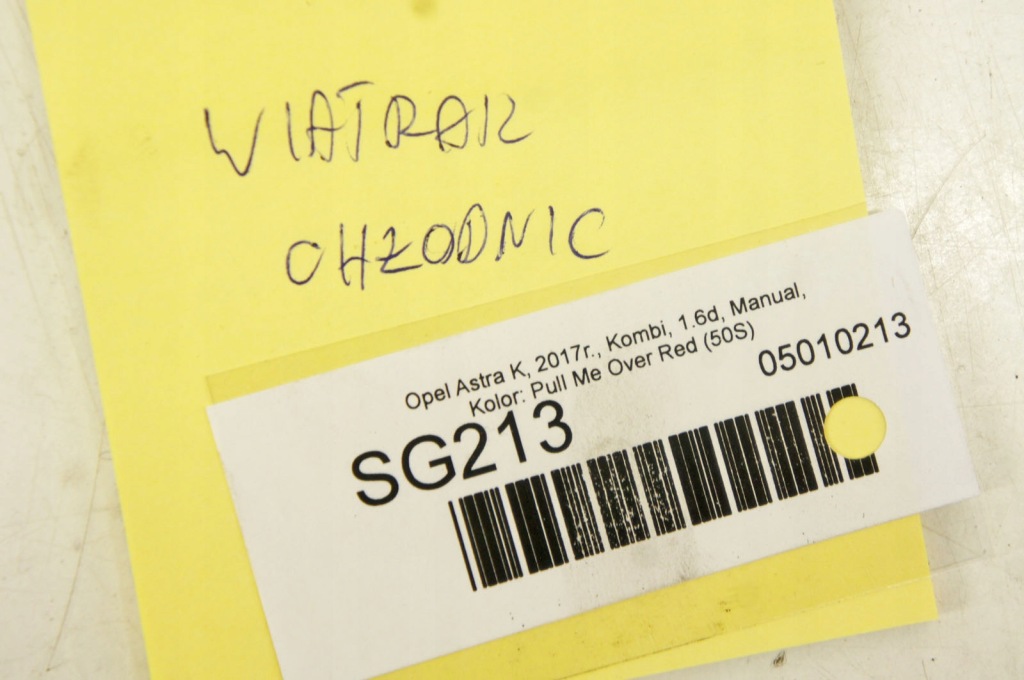 WIATRAK
CHŁODNIC
Opel Astra K, 2017r., Kombi, 1.6d, Manual,
Kolor: Pull Me Over Red (50S)
05010213
SG213